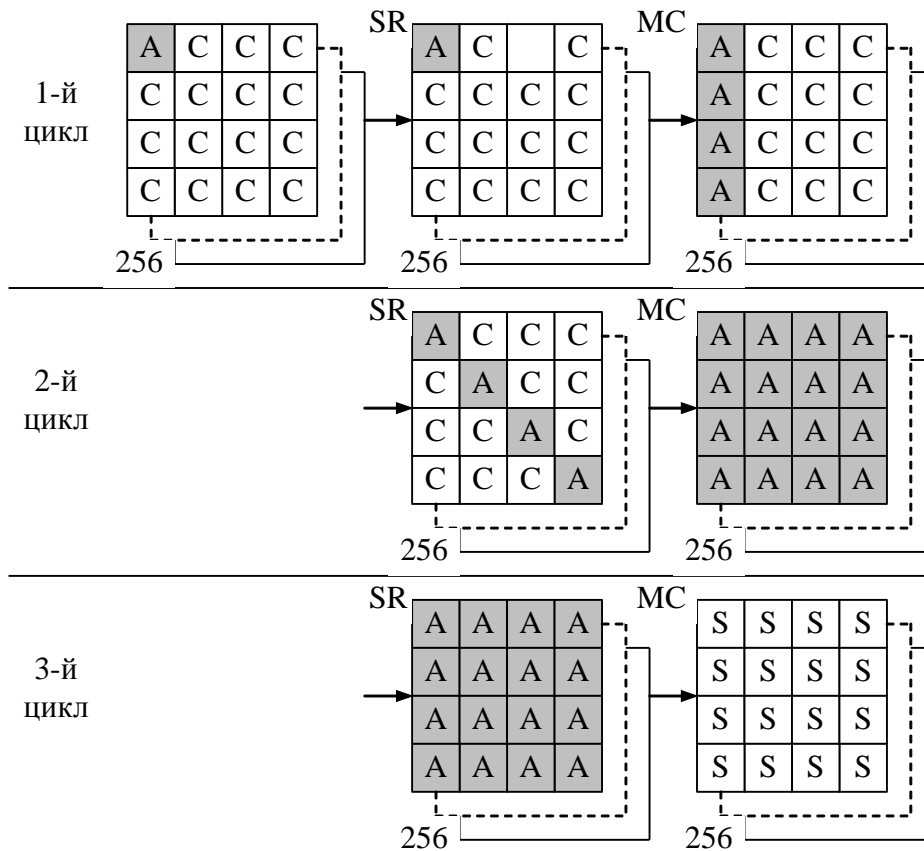 SR MC
1-й цикл
A C C C A C C A C C C
C C C C C C C C A C C C
C C C C C C C C A C C C
C C C C C C C C A C C C
256 256 256
SR MC
2-й цикл
A C C C A A A A
C A C C A A A A
C C A C A A A A
C C C A A A A A
256 256
SR MC
3-й цикл
A A A A S S S S
A A A A S S S S
A A A A S S S S
A A A A S S S S
256 256